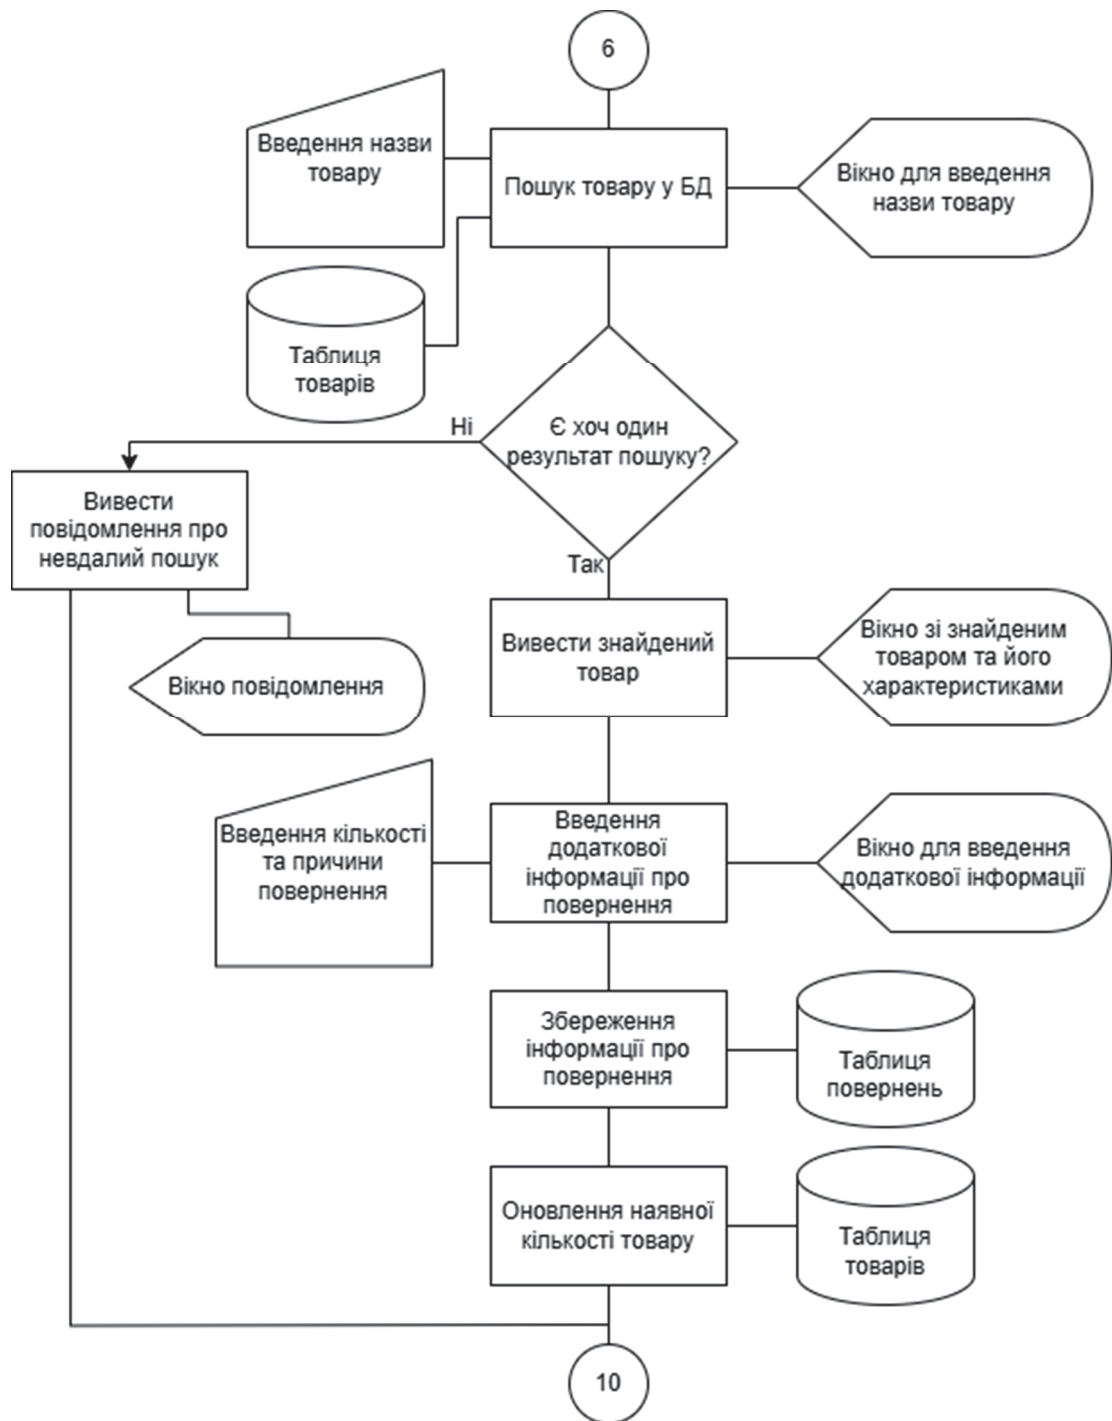 6
Введення назви
товару
Пошук товару у БД
Вікно для введення
назви товару
Таблиця
товарів
Ні
Є хоч один
результат пошуку?
Вивести
повідомлення про
невдалий пошук
Так
Вивести знайдений
товар
Вікно зі знайденим
товаром та його
характеристиками
Вікно повідомлення
Введення кількості
та причини
повернення
Введення
додаткової
інформації про
повернення
Вікно для введення
додаткової інформації
Збереження
інформації про
повернення
Таблиця
повернень
Оновлення наявної
кількості товару
Таблиця
товарів
10